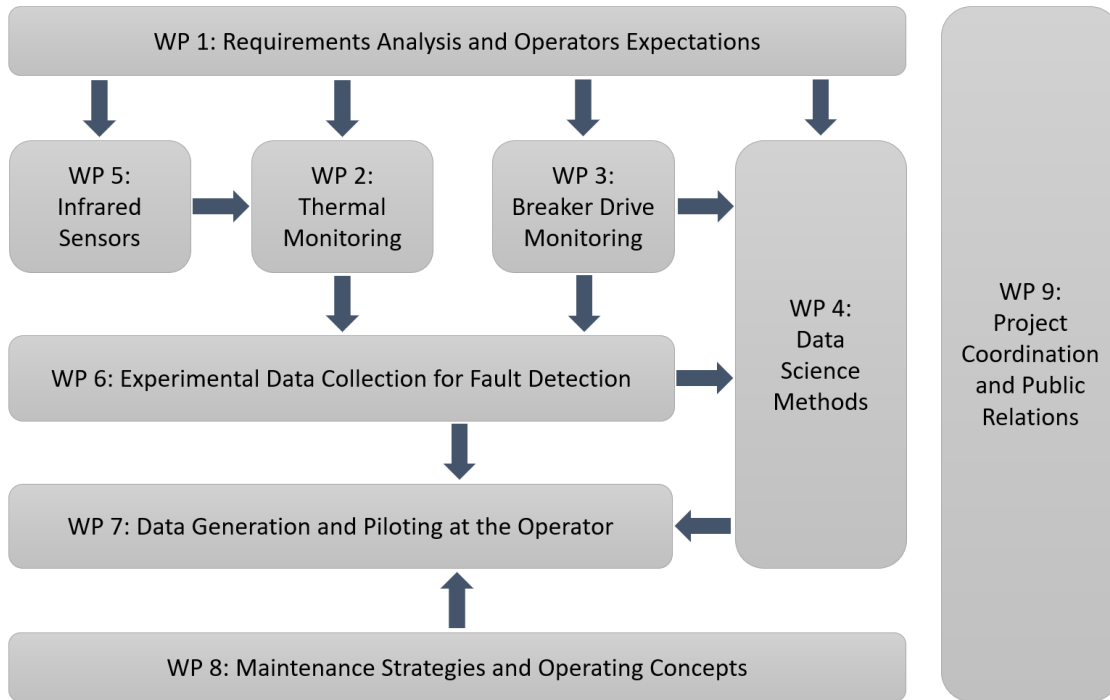 WP 1: Requirements Analysis and Operators Expectations
WP 5:
Infrared
Sensors
WP 2:
Thermal
Monitoring
WP 3:
Breaker Drive
Monitoring
WP 4:
Data
Science
Methods
WP 6: Experimental Data Collection for Fault Detection
WP 7: Data Generation and Piloting at the Operator
WP 8: Maintenance Strategies and Operating Concepts
WP 9:
Project
Coordination
and Public
Relations